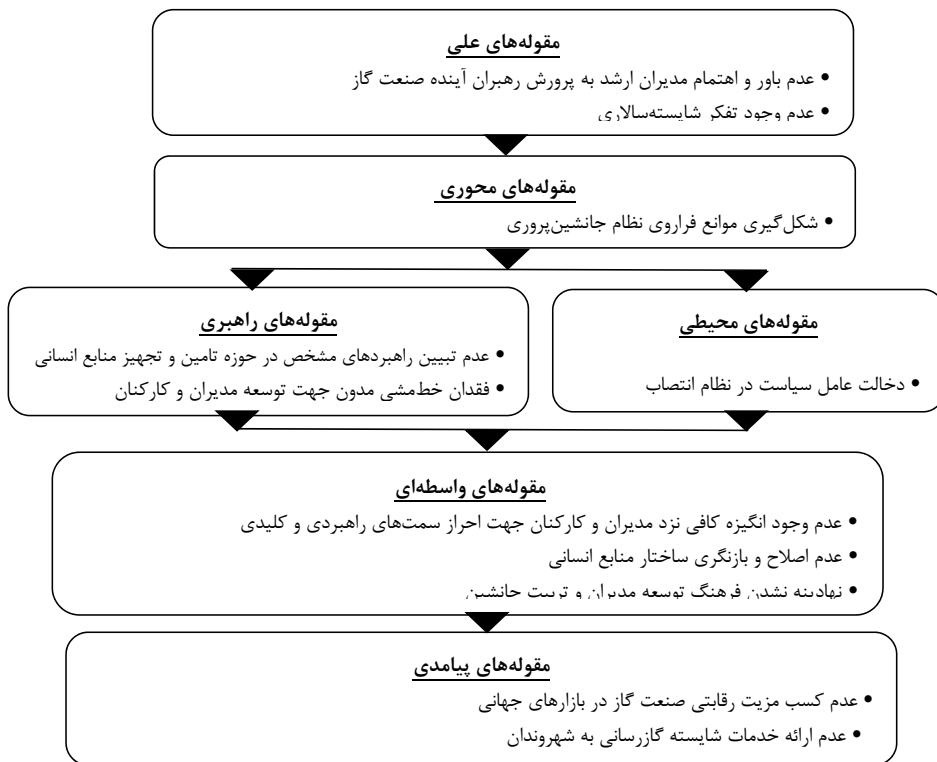 مقوله‌های علی
• عدم باور و اهتمام مدیران ارشد به پرورش رهبران آینده صنعت گاز
• عدم وجود تفکر شایسته‌سالاری
مقوله‌های محوری
• شکل‌گیری موانع فراروی نظام جانشین‌پروری
مقوله‌های محیطی
• دخالت عامل سیاست در نظام انتصاب
مقوله‌های راهبری
• عدم تبیین راهبردهای مشخص در حوزه تامین و تجهیز منابع انسانی
• فقدان خط‌مشی مدون جهت توسعه مدیران و کارکنان
مقوله‌های واسطه‌ای
• عدم وجود انگیزه کافی نزد مدیران و کارکنان جهت احراز سمت‌های راهبردی و کلیدی
• عدم اصلاح و بازنگری ساختار منابع انسانی
• نهادینه نشدن فرهنگ توسعه مدیران و تربیت جانشین
مقوله‌های پیامدی
• عدم کسب مزیت رقابتی صنعت گاز در بازارهای جهانی
• عدم ارائه خدمات شایسته گازرسانی به شهروندان